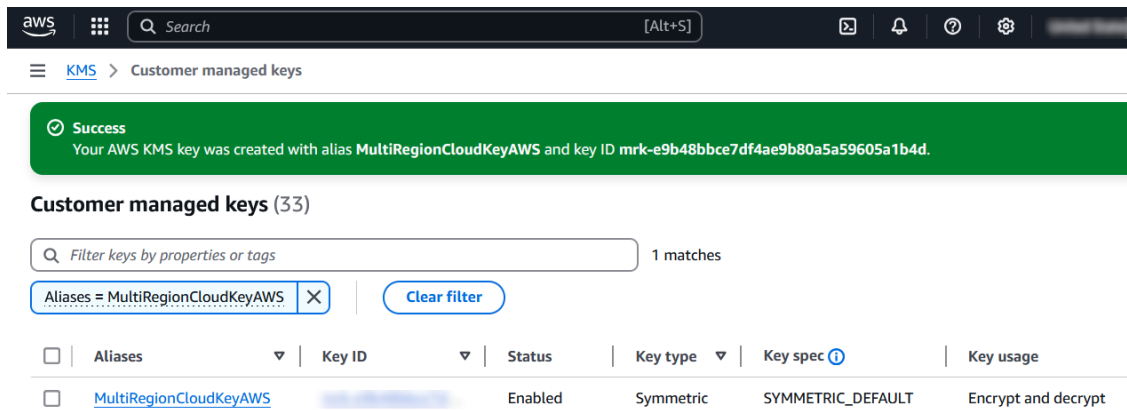 aws
Search [Alt+S]
KMS > Customer managed keys
Success
Your AWS KMS key was created with alias MultiRegionCloudKeyAWS and key ID mrk-e9b48bbce7df4ae9b80a5a59605a1b4d.
Customer managed keys (33)
Filter keys by properties or tags
1 matches
Aliases = MultiRegionCloudKeyAWS
Clear filter
Aliases Key ID Status Key type Key spec Key usage
MultiRegionCloudKeyAWS Enabled Symmetric SYMMETRIC_DEFAULT Encrypt and decrypt